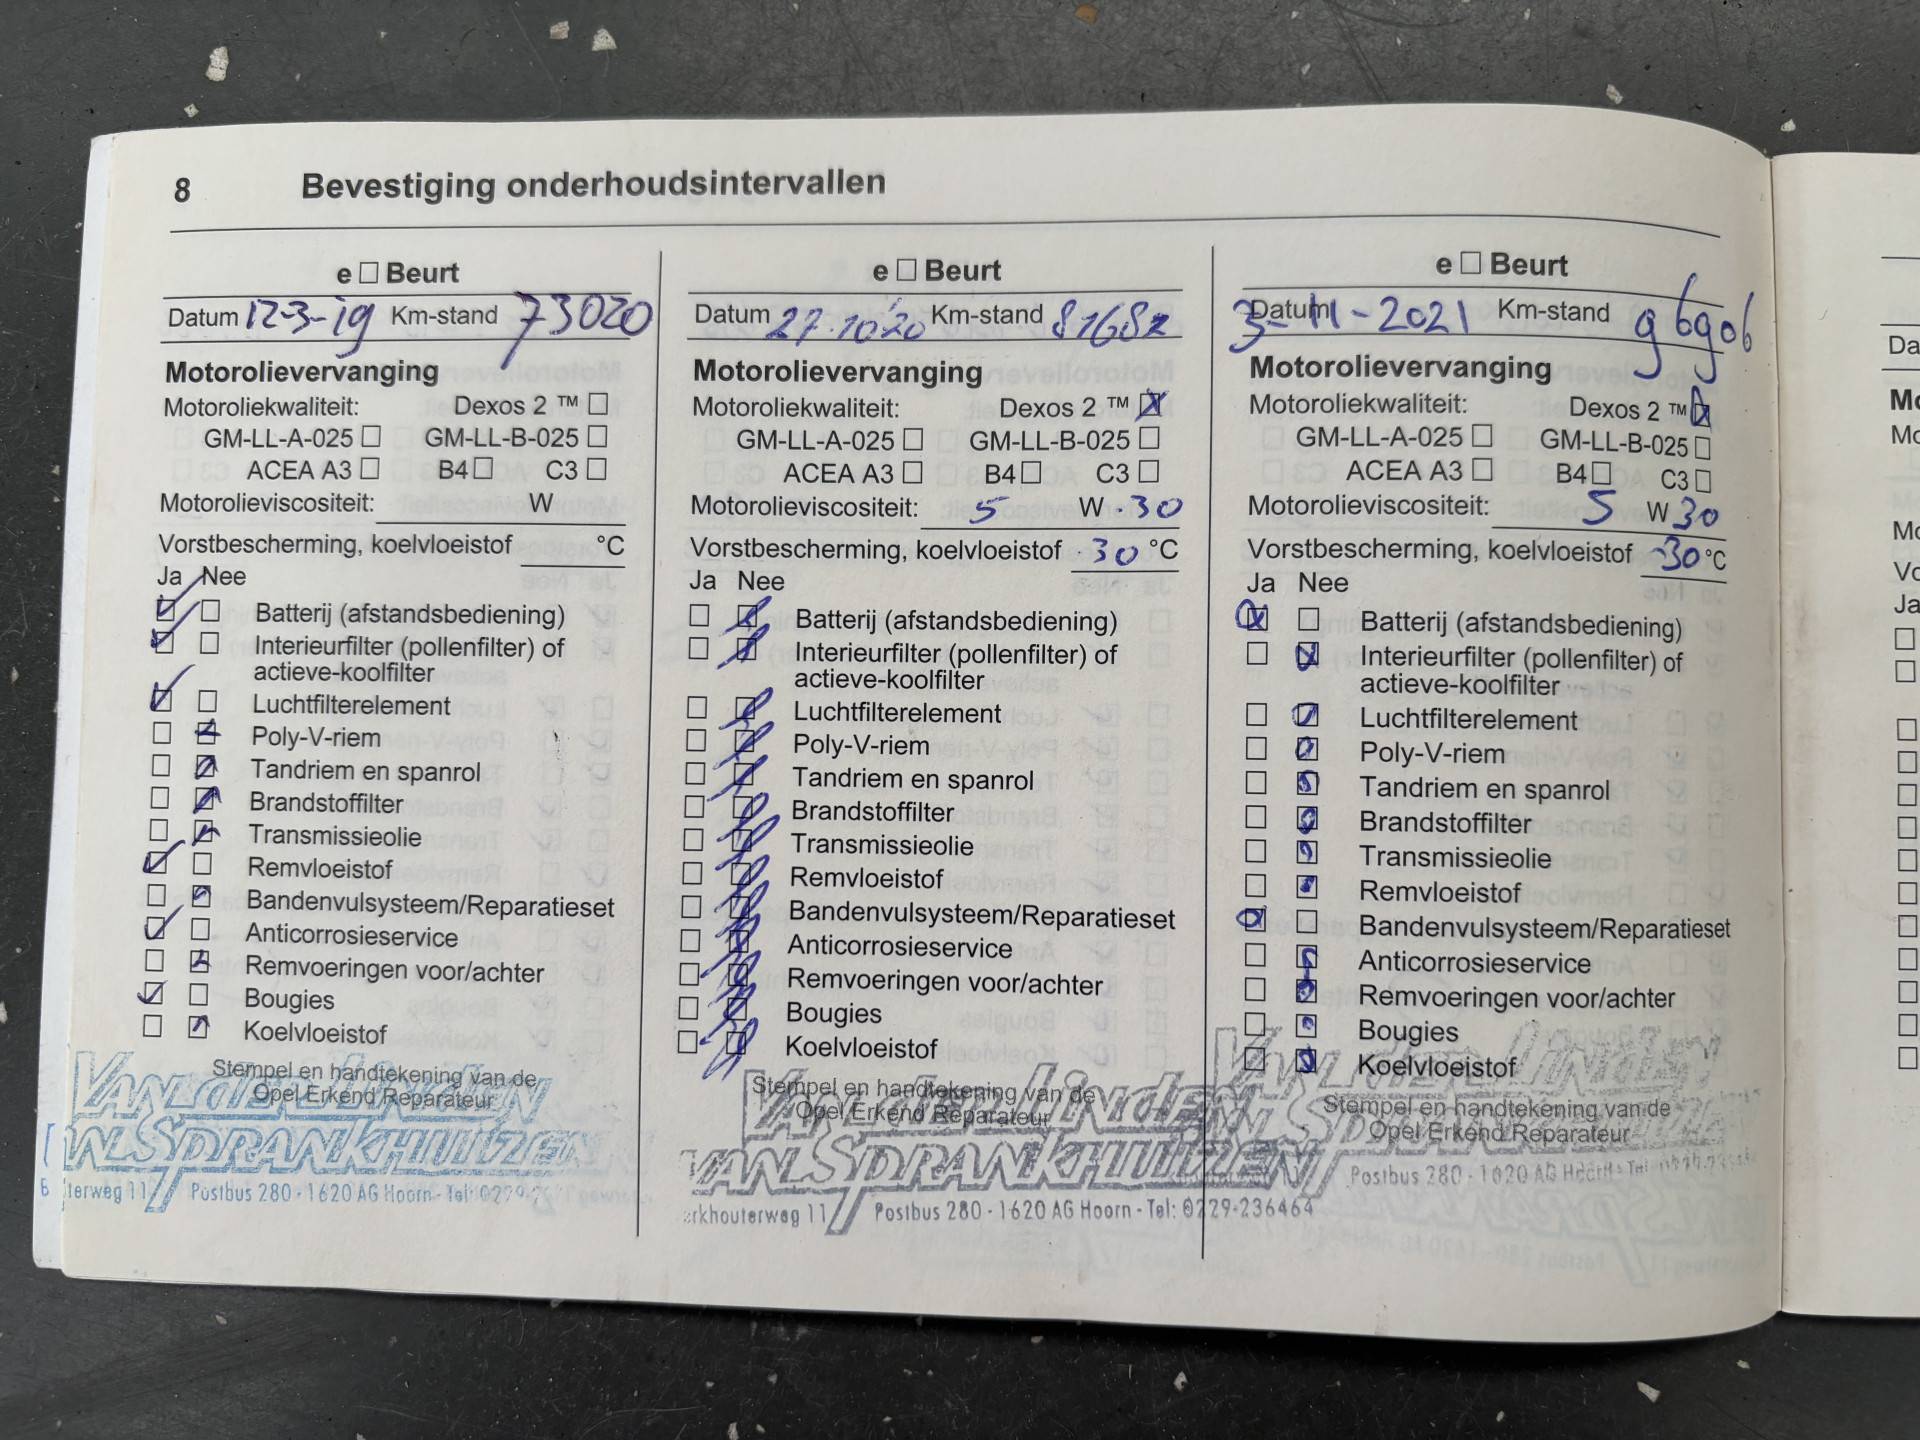 8 Bevestiging onderhoudsintervallen
e □ Beurt
Datum 12-3-19 Km-stand 73020
Motorolievervanging
Motoroliekwaliteit: Dexos 2 ™ □
GM-LL-A-025 □ GM-LL-B-025 □
ACEA A3 □ B4 □ C3 □
Motorolieviscositeit: W
Vorstbescherming, koelvloeistof °C
Ja Nee
Batterij (afstandsbediening)
Interieurfilter (pollenfilter) of
actieve-koolfilter
Luchtfilterelement
Poly-V-riem
Tandriem en spanrol
Brandstoffilter
Transmissieolie
Remvloeistof
Bandenvulsysteem/Reparatieset
Anticorrosieservice
Remvoeringen voor/achter
Bougies
Koelvloeistof
Stempel en handtekening van de
Opel Erkend Reparateur
Van der Linden
van Sprankhuizen
terweg 11 Postbus 280 - 1620 AG Hoorn - Tel:
e □ Beurt
Datum 27-10-20 Km-stand 81682
Motorolievervanging
Motoroliekwaliteit: Dexos 2 ™ ☒
GM-LL-A-025 □ GM-LL-B-025 □
ACEA A3 □ B4 □ C3 □
Motorolieviscositeit: 5 W-30
Vorstbescherming, koelvloeistof -30 °C
Ja Nee
Batterij (afstandsbediening)
Interieurfilter (pollenfilter) of
actieve-koolfilter
Luchtfilterelement
Poly-V-riem
Tandriem en spanrol
Brandstoffilter
Transmissieolie
Remvloeistof
Bandenvulsysteem/Reparatieset
Anticorrosieservice
Remvoeringen voor/achter
Bougies
Koelvloeistof
Stempel en handtekening van de
Opel Erkend Reparateur
Van der Linden
van Sprankhuizen
rkhouterweg 11 Postbus 280 - 1620 AG Hoorn - Tel: 0229-236464
e □ Beurt
Datum 3-11-2021 Km-stand 96906
Motorolievervanging
Motoroliekwaliteit: Dexos 2 ™ ☒
GM-LL-A-025 □ GM-LL-B-025 □
ACEA A3 □ B4 □ C3 □
Motorolieviscositeit: 5 W 30
Vorstbescherming, koelvloeistof -30 °C
Ja Nee
Batterij (afstandsbediening)
Interieurfilter (pollenfilter) of
actieve-koolfilter
Luchtfilterelement
Poly-V-riem
Tandriem en spanrol
Brandstoffilter
Transmissieolie
Remvloeistof
Bandenvulsysteem/Reparatieset
Anticorrosieservice
Remvoeringen voor/achter
Bougies
Koelvloeistof
Van der Linden
Stempel en handtekening van de
Opel Erkend Reparateur
Postbus 280 - 1620 AG Hoorn - Tel